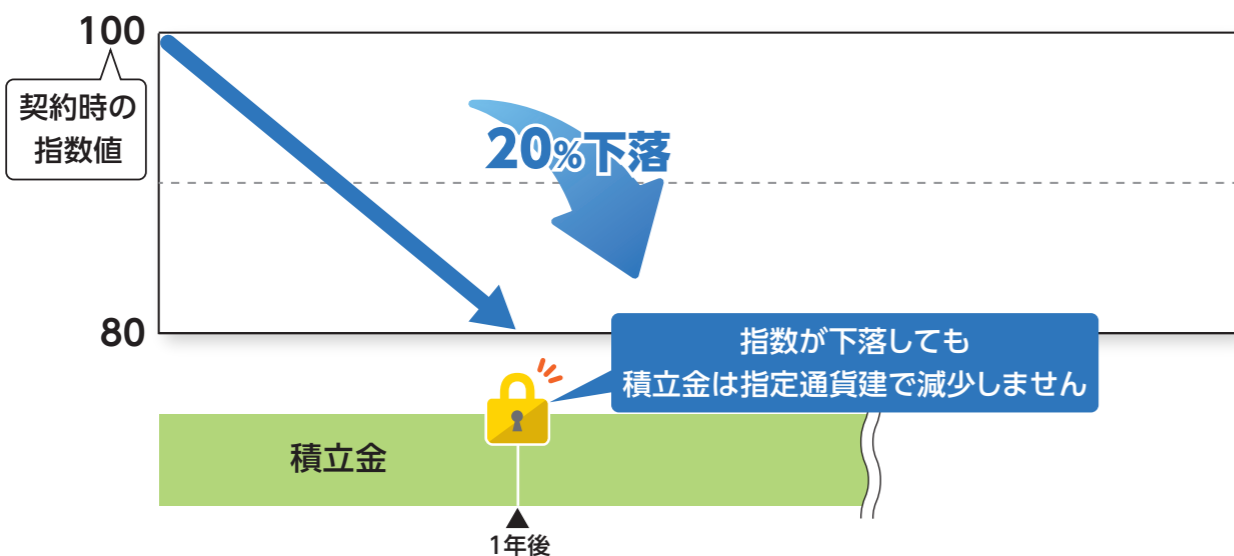 100
契約時の
指数値
20%下落
80
指数が下落しても
積立金は指定通貨建で減少しません
積立金
1年後